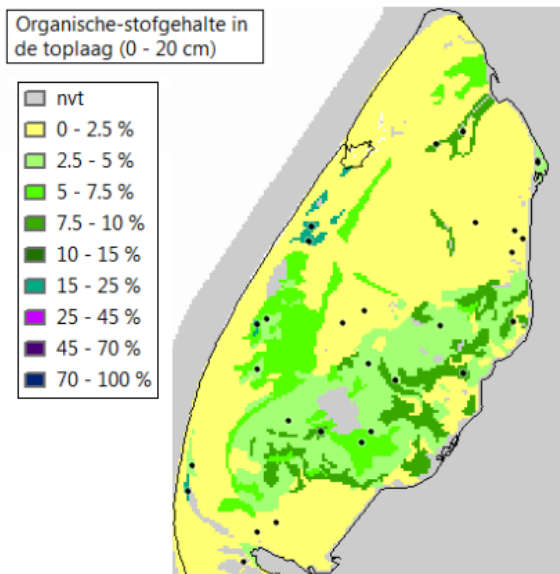 Organische-stofgehalte in
de toplaag (0 - 20 cm)
nvt
0 - 2.5 %
2.5 - 5 %
5 - 7.5 %
7.5 - 10 %
10 - 15 %
15 - 25 %
25 - 45 %
45 - 70 %
70 - 100 %